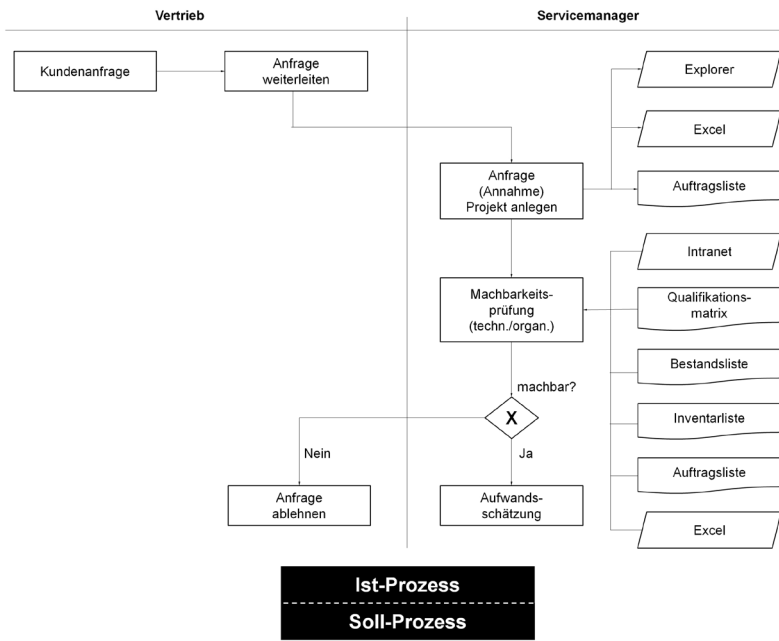 Vertrieb
Servicemanager
Kundenanfrage
Anfrage
weiterleiten
Explorer
Excel
Anfrage
(Annahme)
Projekt anlegen
Auftragsliste
Intranet
Machbarkeits-
prüfung
(techn./organ.)
Qualifikations-
matrix
Bestandsliste
machbar?
X
Inventarliste
Nein
Ja
Auftragsliste
Anfrage
ablehnen
Aufwands-
schätzung
Excel
Ist-Prozess
Soll-Prozess